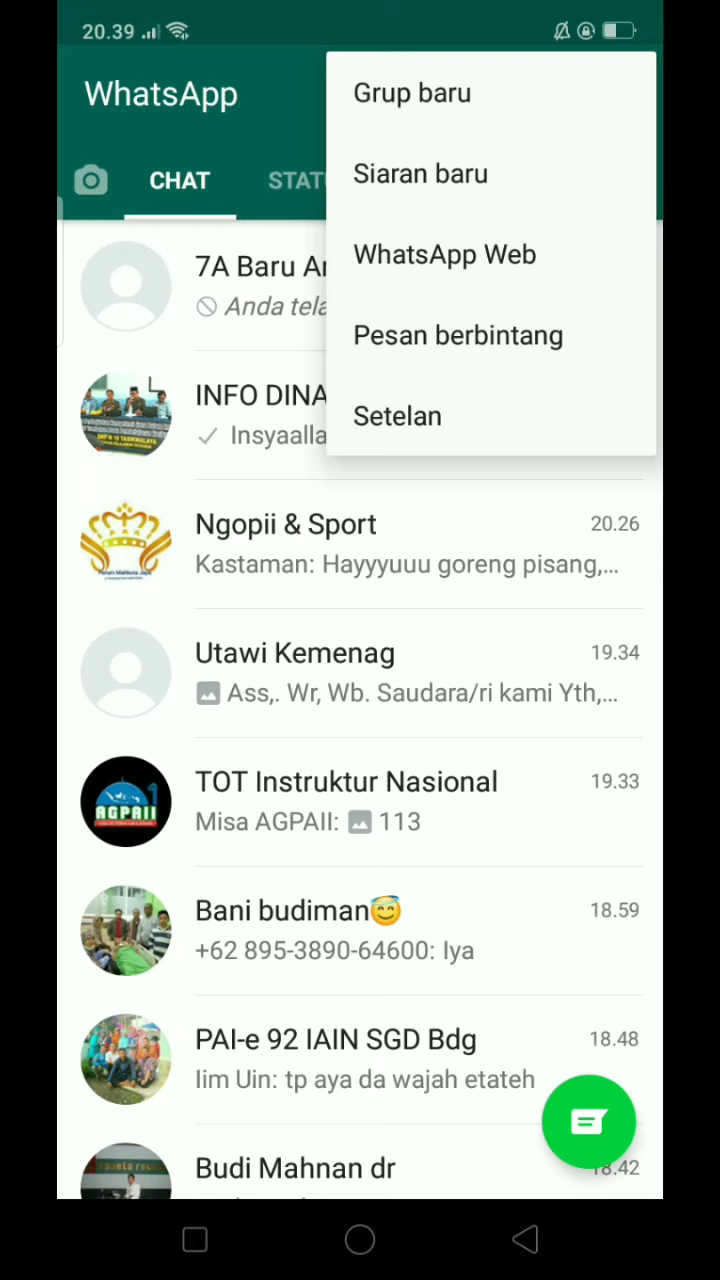 20.39
WhatsApp
Grup baru
Siaran baru
WhatsApp Web
Pesan berbintang
Setelan
CHAT
STAT
7A Baru
Anda tela
INFO DINA
Insyaalla
Ngopii & Sport
20.26
Kastaman: Hayyyuuu goreng pisang,...
Utawi Kemenag
19.34
Ass,. Wr, Wb. Saudara/ri kami Yth,...
TOT Instruktur Nasional
19.33
Misa AGPAII: 113
AGPAII
Bani budiman😇
18.59
+62 895-3890-64600: Iya
PAI-e 92 IAIN SGD Bdg
18.48
Iim Uin: tp aya da wajah etateh
Budi Mahnan dr
18.42